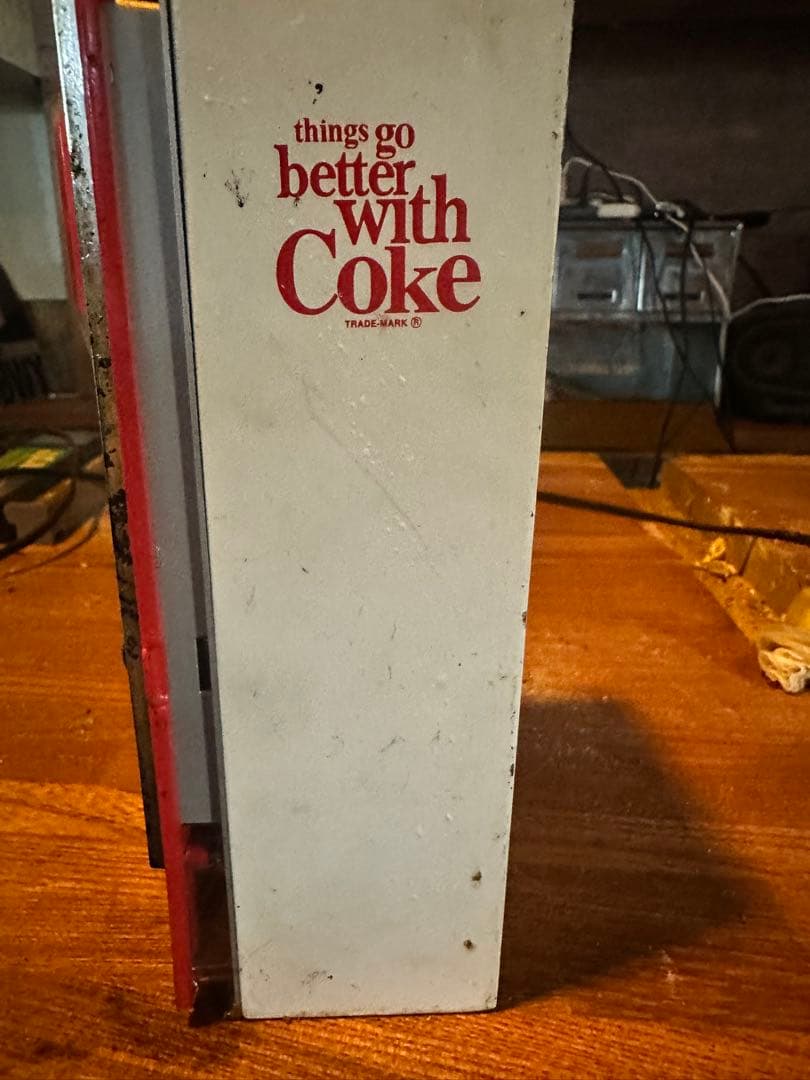 things go
better
with
Coke
TRADE-MARK ®